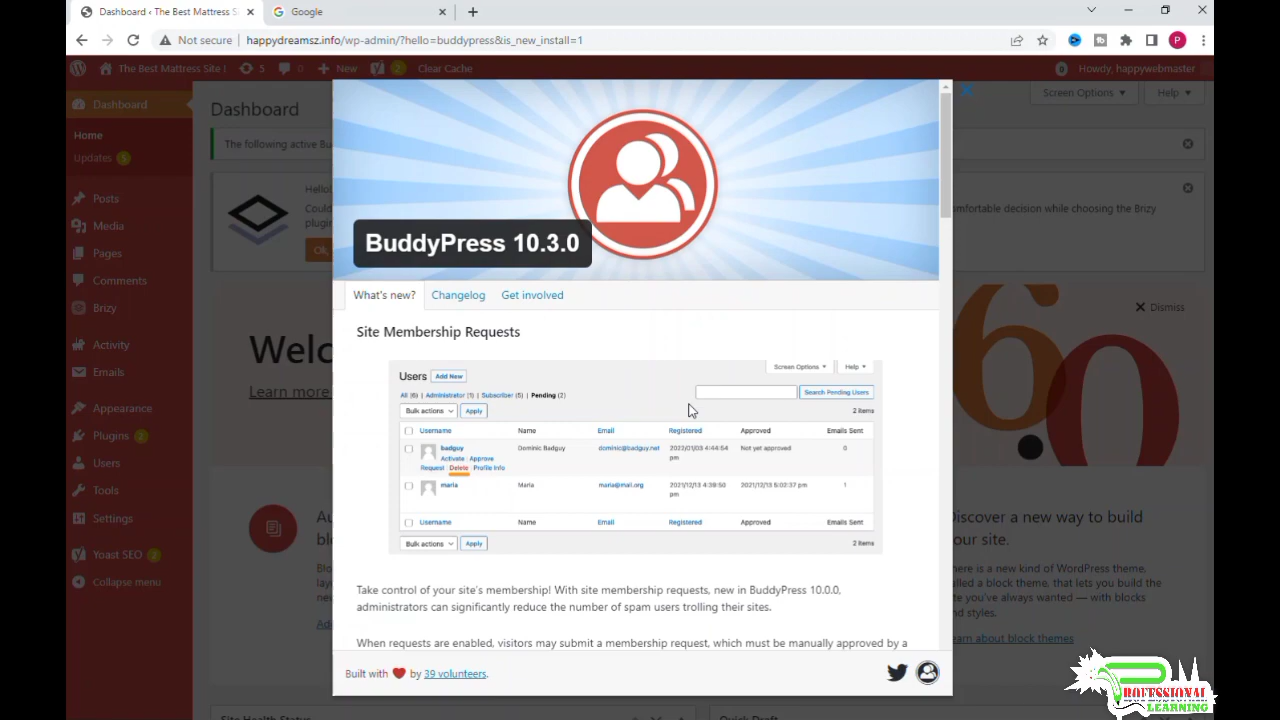 Dashboard ‹ The Best Mattress S
Google
Not secure
happydreamsz.info/wp-admin/?hello=buddypress&is_new_install=1
P
The Best Mattress Site !
5
0
New
2
Clear Cache
Howdy, happywebmaster
Dashboard
Home
Updates 5
Posts
Media
Pages
Comments
Brizy
Activity
Emails
Appearance
Plugins 2
Users
Tools
Settings
Yoast SEO 2
Collapse menu
Dashboard
Screen Options
Help
The following active Bu
Hello!
Could
plugin
Ok,
mfortable decision while choosing the Brizy
Welc
Learn more
Dismiss
BuddyPress 10.3.0
What's new?
Changelog
Get involved
Site Membership Requests
Users
Add New
Screen Options
Help
All (6) | Administrator (1) | Subscriber (5) | Pending (2)
Search Pending Users
Bulk actions
Apply
2 items
Username
Name
Email
Registered
Approved
Emails Sent
badguy
Dominic Badguy
dominic@badguy.net
2022/01/03 4:44:54 pm
Not yet approved
0
Activate | Approve
Request | Delete | Profile Info
maria
Maria
maria@mail.org
2021/12/13 4:39:50 pm
2021/12/13 5:02:37 pm
1
Username
Name
Email
Registered
Approved
Emails Sent
Bulk actions
Apply
2 items
Take control of your site's membership! With site membership requests, new in BuddyPress 10.0.0,
administrators can significantly reduce the number of spam users trolling their sites.
When requests are enabled, visitors may submit a membership request, which must be manually approved by a
Built with ❤ by 39 volunteers.
Discover a new way to build
our site.
here is a new kind of WordPress theme,
alled a block theme, that lets you build the
te you've always wanted — with blocks
nd styles.
earn about block themes
Site Health Status
Quick Draft
PROFESSIONAL
LEARNING